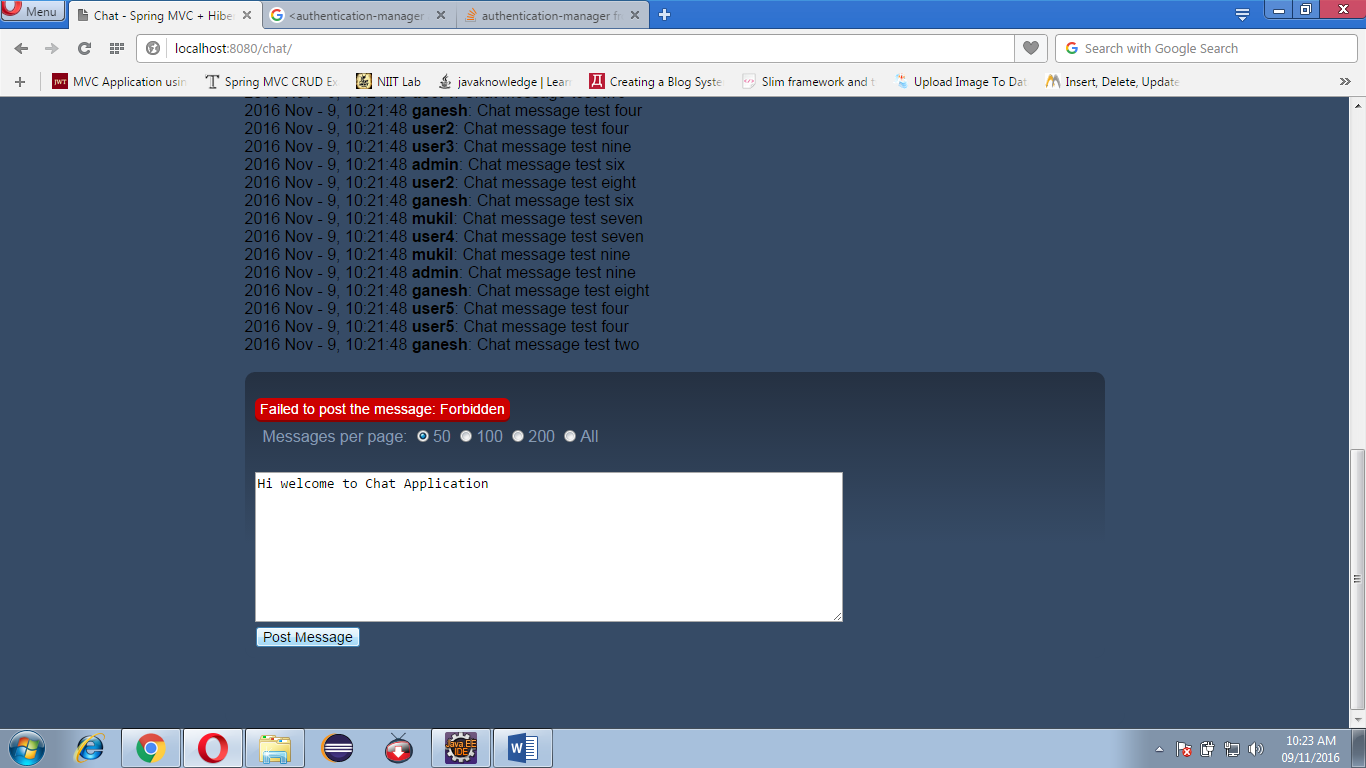 Menu
Chat - Spring MVC + Hibe
<authentication-manager
authentication-manager fr
localhost:8080/chat/
Search with Google Search
JWT MVC Application usin
Spring MVC CRUD Ex
NIIT Lab
javaknowledge | Lear
Creating a Blog Syste
Slim framework and t
Upload Image To Dat
Insert, Delete, Update
2016 Nov - 9, 10:21:48 ganesh: Chat message test four
2016 Nov - 9, 10:21:48 user2: Chat message test four
2016 Nov - 9, 10:21:48 user3: Chat message test nine
2016 Nov - 9, 10:21:48 admin: Chat message test six
2016 Nov - 9, 10:21:48 user2: Chat message test eight
2016 Nov - 9, 10:21:48 ganesh: Chat message test six
2016 Nov - 9, 10:21:48 mukil: Chat message test seven
2016 Nov - 9, 10:21:48 user4: Chat message test seven
2016 Nov - 9, 10:21:48 mukil: Chat message test nine
2016 Nov - 9, 10:21:48 admin: Chat message test nine
2016 Nov - 9, 10:21:48 ganesh: Chat message test eight
2016 Nov - 9, 10:21:48 user5: Chat message test four
2016 Nov - 9, 10:21:48 user5: Chat message test four
2016 Nov - 9, 10:21:48 ganesh: Chat message test two
Failed to post the message: Forbidden
Messages per page: 50 100 200 All
Hi welcome to Chat Application
Post Message
Java EE
IDE
10:23 AM
09/11/2016